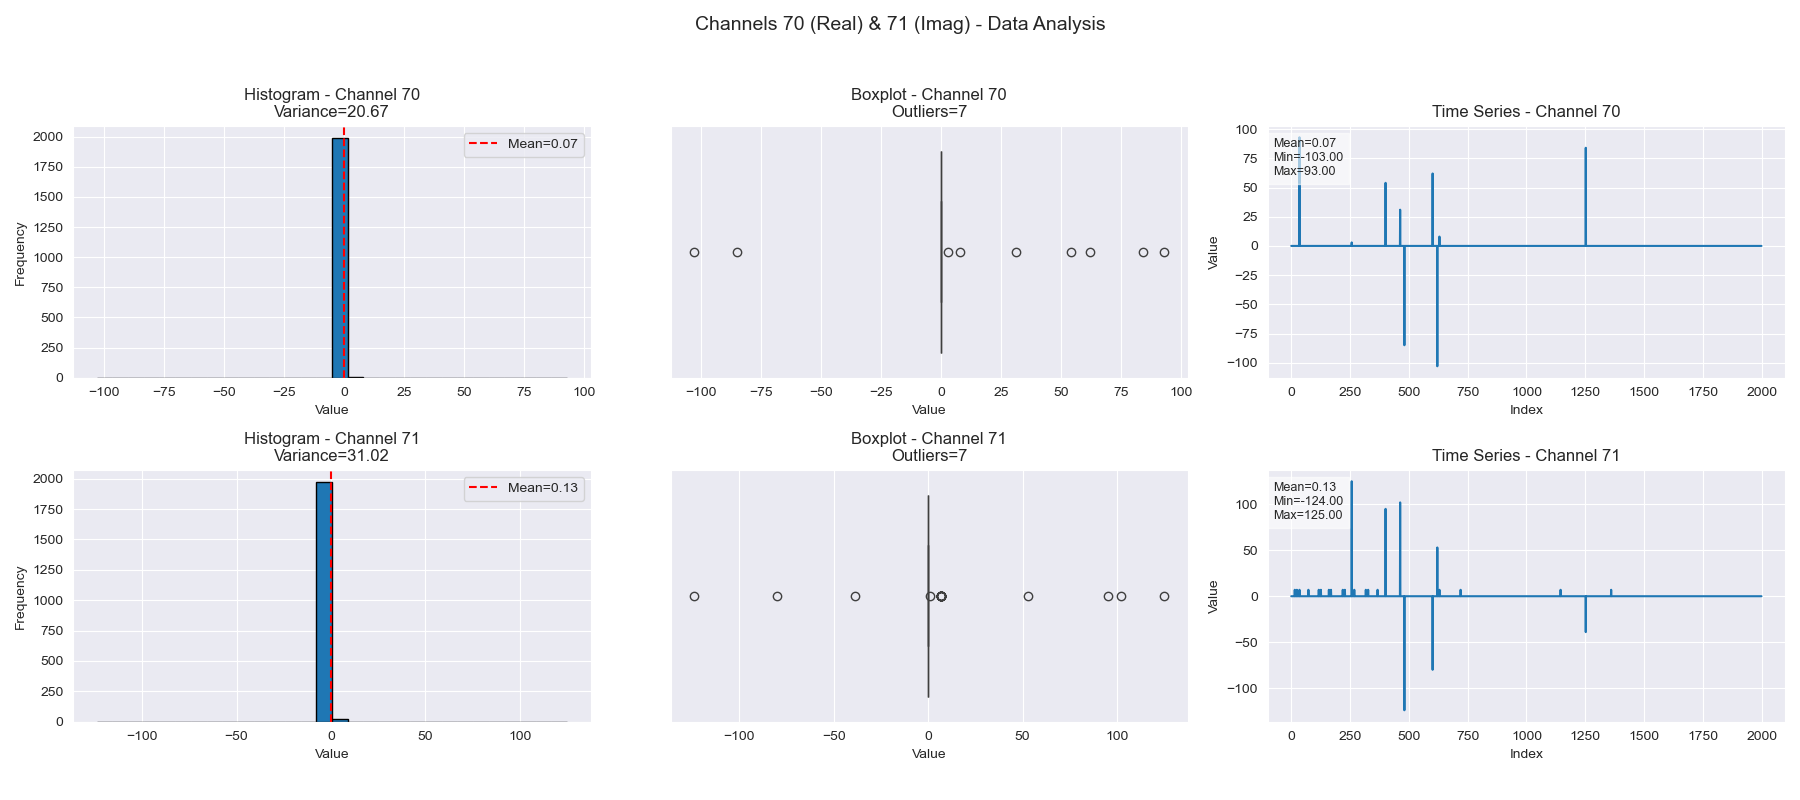 Channels 70 (Real) & 71 (Imag) - Data Analysis
Histogram - Channel 70
Variance=20.67
Mean=0.07
Frequency
2000
1750
1500
1250
1000
750
500
250
0
−100
−75
−50
−25
0
25
50
75
100
Value
Boxplot - Channel 70
Outliers=7
−100
−75
−50
−25
0
25
50
75
100
Value
Time Series - Channel 70
Mean=0.07
Min=-103.00
Max=93.00
Value
100
75
50
25
0
−25
−50
−75
−100
0
250
500
750
1000
1250
1500
1750
2000
Index
Histogram - Channel 71
Variance=31.02
Mean=0.13
Frequency
2000
1750
1500
1250
1000
750
500
250
0
−100
−50
0
50
100
Value
Boxplot - Channel 71
Outliers=7
−100
−50
0
50
100
Value
Time Series - Channel 71
Mean=0.13
Min=-124.00
Max=125.00
Value
100
50
0
−50
−100
0
250
500
750
1000
1250
1500
1750
2000
Index